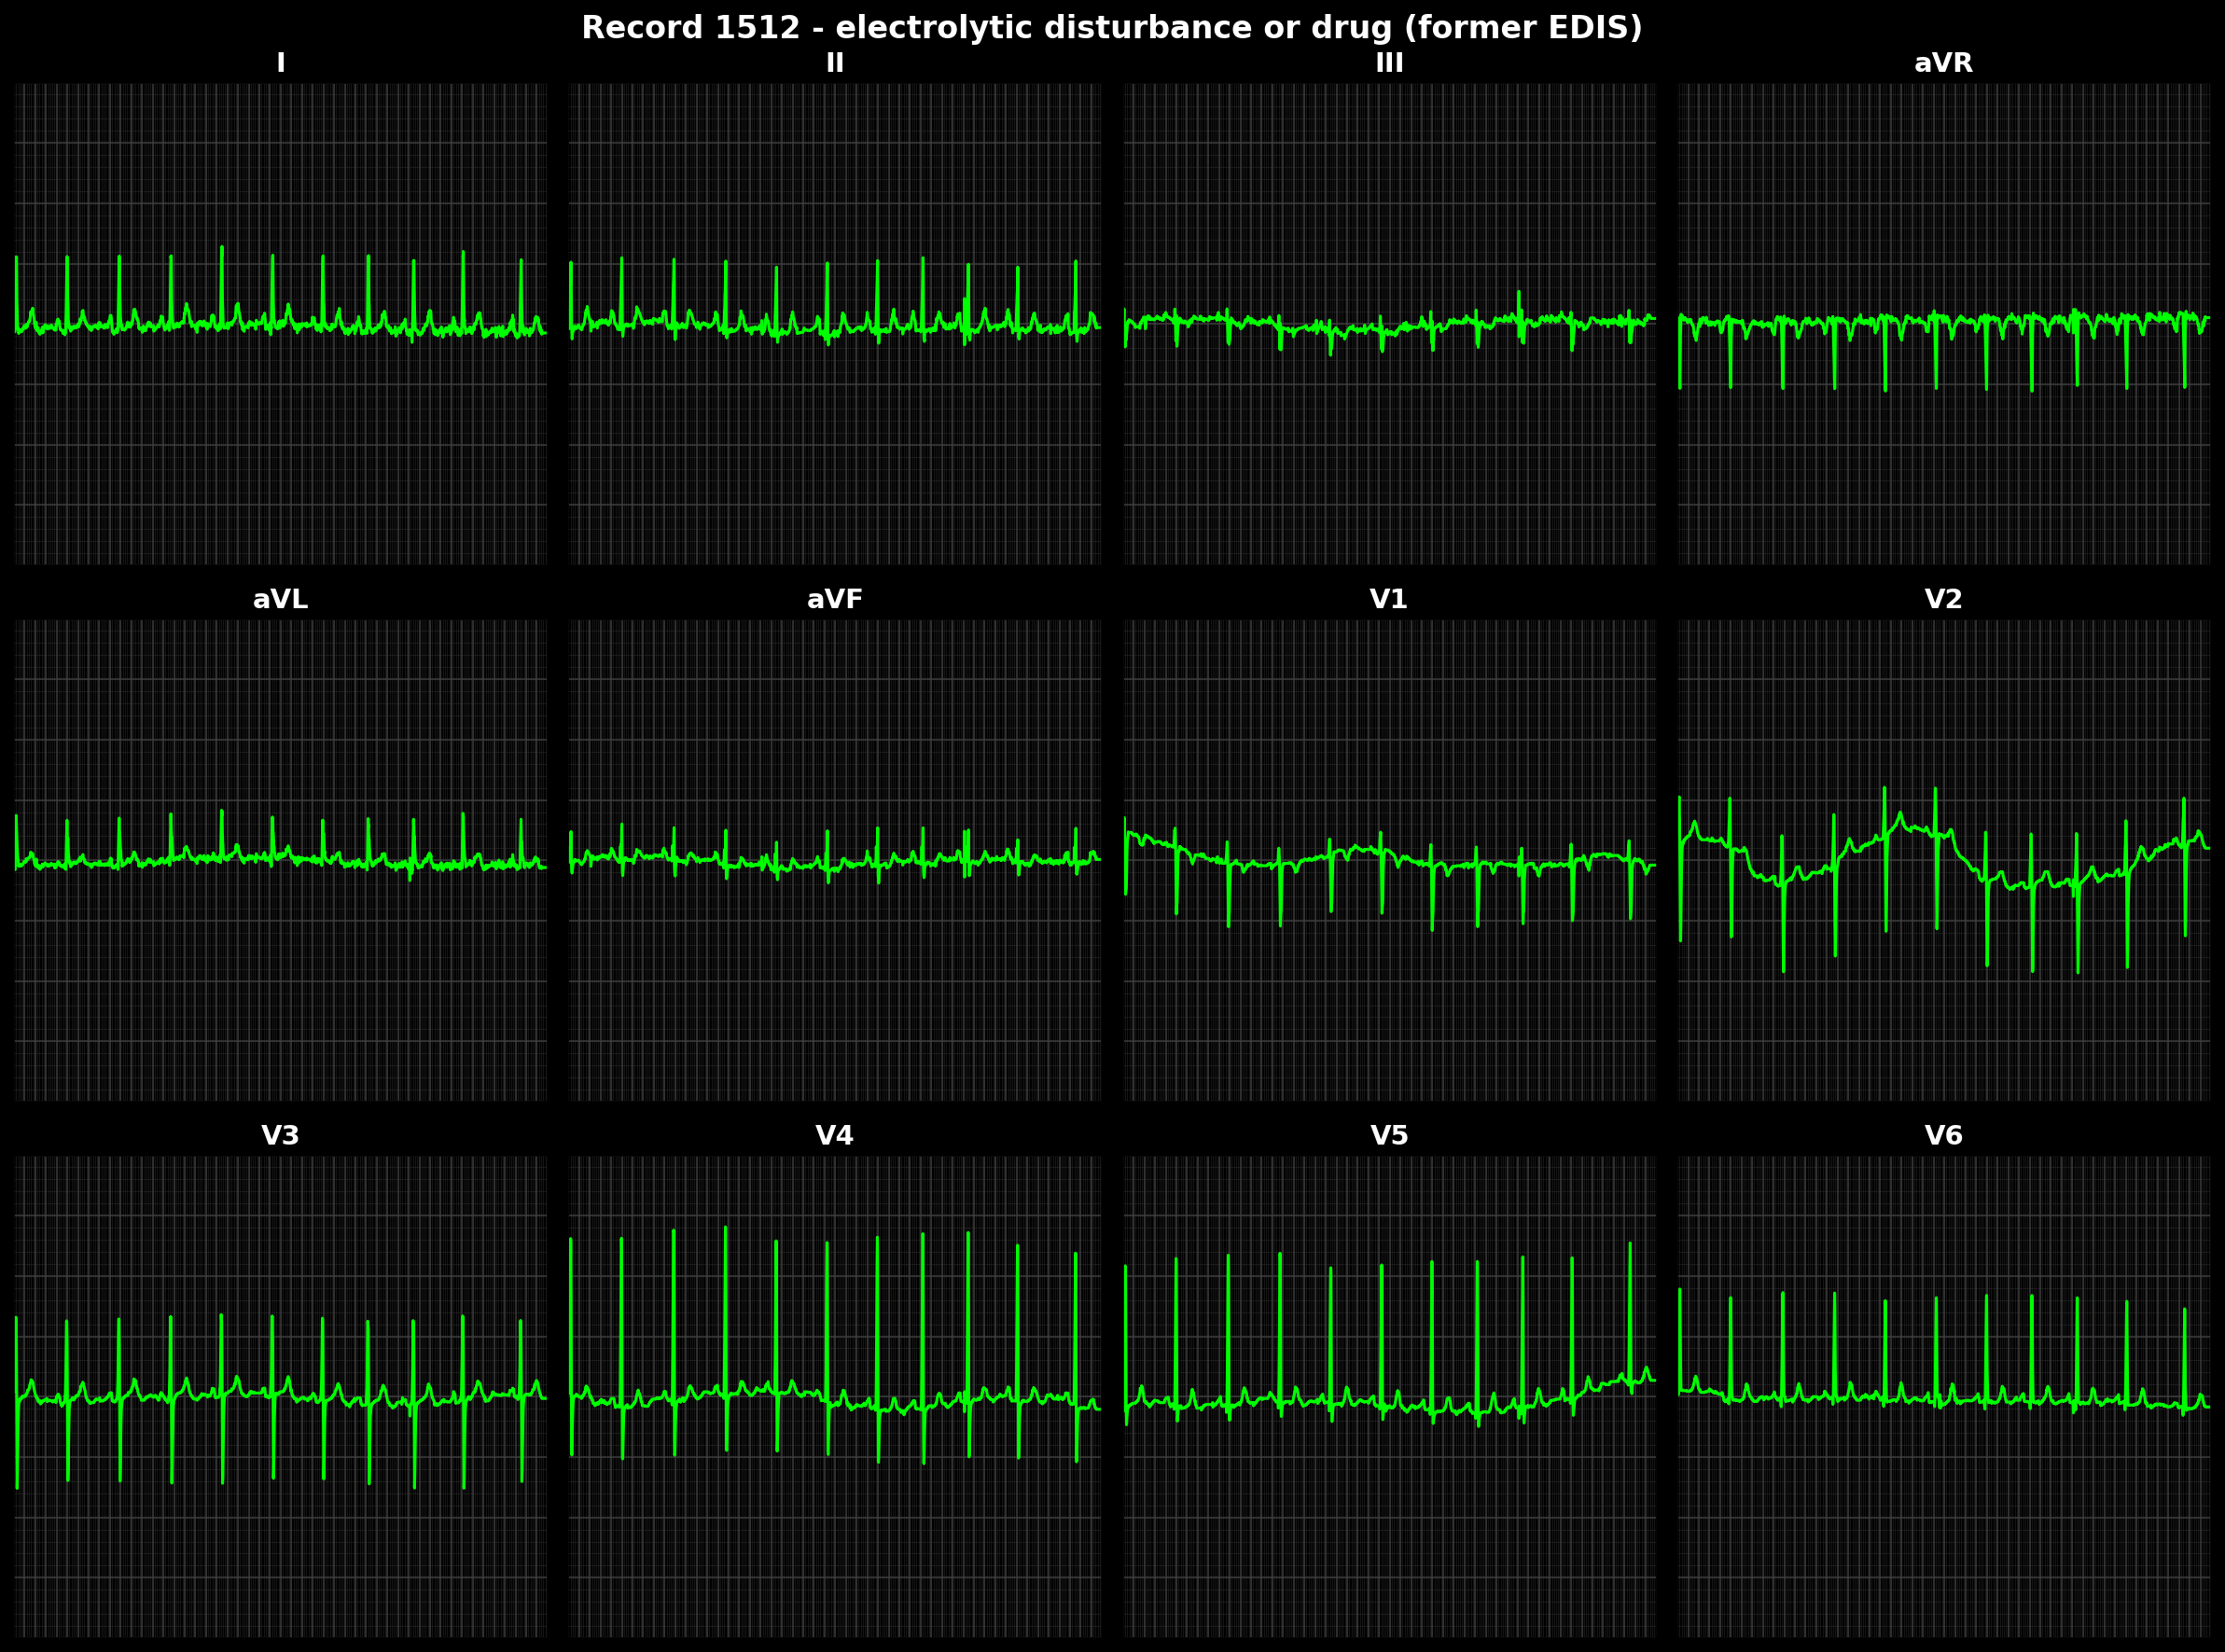 Record 1512 - electrolytic disturbance or drug (former EDIS)
I
II
III
aVR
aVL
aVF
V1
V2
V3
V4
V5
V6